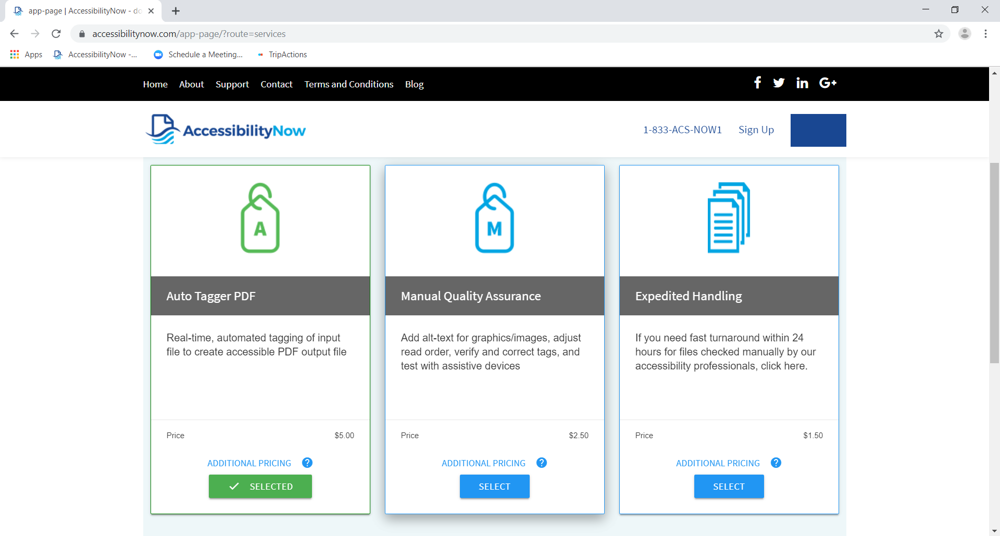 app-page | AccessibilityNow - do
accessibilitynow.com/app-page/?route=services
Apps AccessibilityNow -... Schedule a Meeting... TripActions
Home About Support Contact Terms and Conditions Blog
AccessibilityNow 1-833-ACS-NOW1 Sign Up
A
M
Auto Tagger PDF
Manual Quality Assurance
Expedited Handling
Real-time, automated tagging of input
file to create accessible PDF output file
Add alt-text for graphics/images, adjust
read order, verify and correct tags, and
test with assistive devices
If you need fast turnaround within 24
hours for files checked manually by our
accessibility professionals, click here.
Price $5.00
Price $2.50
Price $1.50
ADDITIONAL PRICING ?
ADDITIONAL PRICING ?
ADDITIONAL PRICING ?
SELECTED
SELECT
SELECT